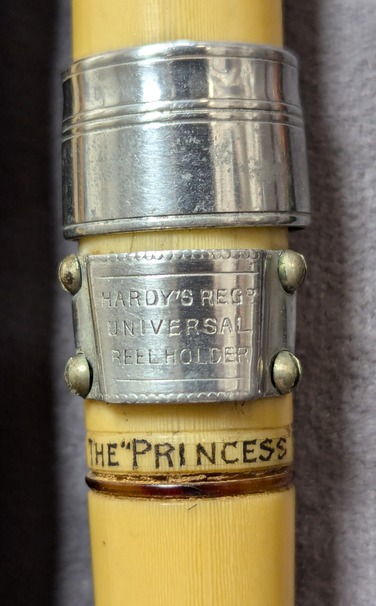 HARDY'S REGD
UNIVERSAL
REEL HOLDER
THE "PRINCESS